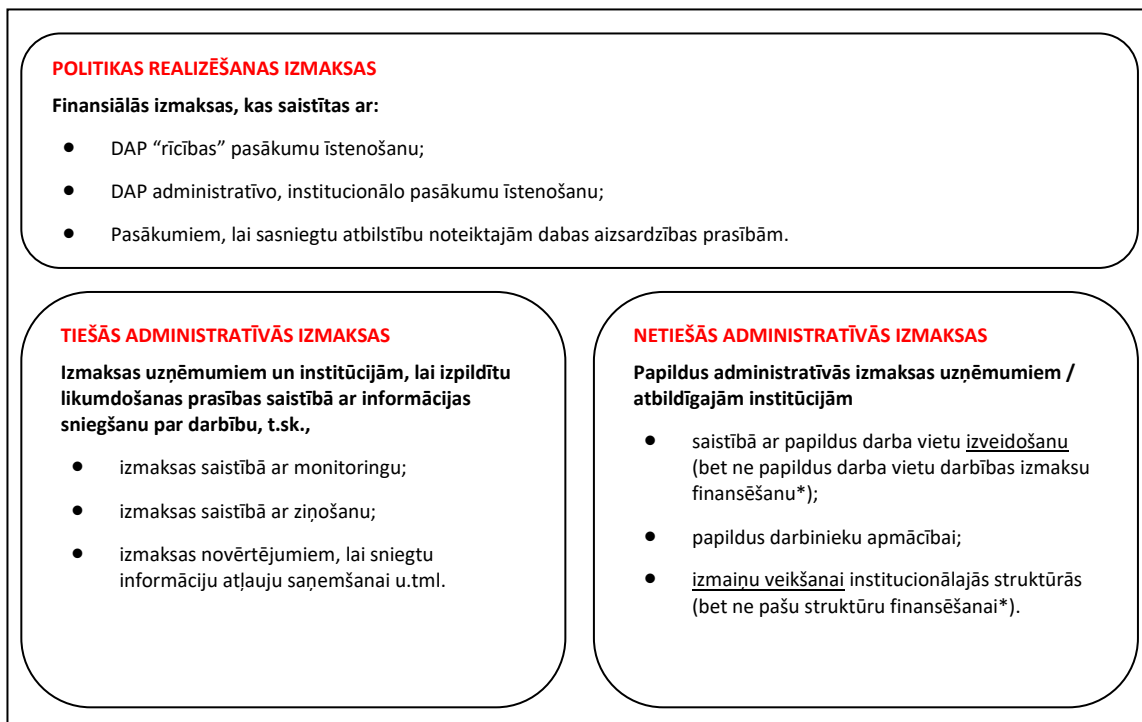 POLITIKAS REALIZĒŠANAS IZMAKSAS
Finansiālās izmaksas, kas saistītas ar:
● DAP “rīcības” pasākumu īstenošanu;
● DAP administratīvo, institucionālo pasākumu īstenošanu;
● Pasākumiem, lai sasniegtu atbilstību noteiktajām dabas aizsardzības prasībām.
TIEŠĀS ADMINISTRATĪVĀS IZMAKSAS
Izmaksas uzņēmumiem un institūcijām, lai izpildītu
likumdošanas prasības saistībā ar informācijas
sniegšanu par darbību, t.sk.,
● izmaksas saistībā ar monitoringu;
● izmaksas saistībā ar ziņošanu;
● izmaksas novērtējumiem, lai sniegtu
informāciju atļauju saņemšanai u.tml.
NETIEŠĀS ADMINISTRATĪVĀS IZMAKSAS
Papildus administratīvās izmaksas uzņēmumiem /
atbildīgajām institūcijām
● saistībā ar papildus darba vietu izveidošanu
(bet ne papildus darba vietu darbības izmaksu
finansēšanu*);
● papildus darbinieku apmācībai;
● izmaiņu veikšanai institucionālajās struktūrās
(bet ne pašu struktūru finansēšanai*).